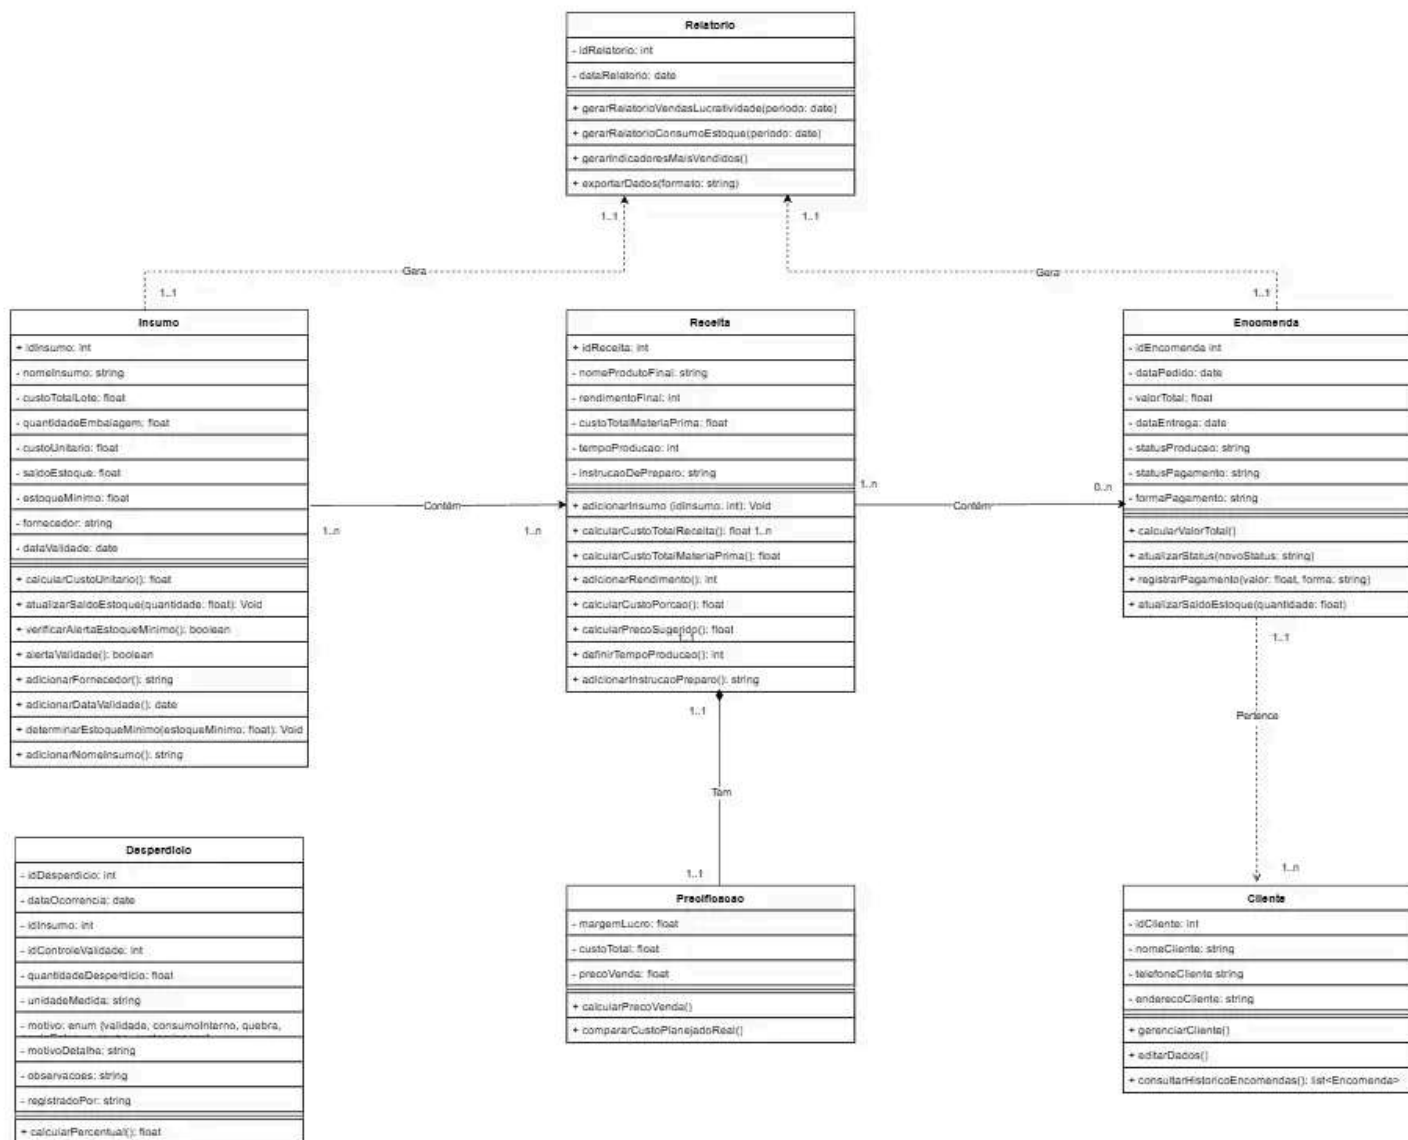 Relatorio
- idRelatorio: int
- dataRelatorio: date
+ gerarRelatorioVendasLucratividade(periodo: date)
+ gerarRelatorioConsumoEstoque(periodo: date)
+ gerarIndicadoresMaisVendidos()
+ exportarDados(formato: string)
1..1
1..1
Gera
Gera
1..1
1..1
Insumo
+ idInsumo: int
- nomeInsumo: string
- custoTotalLote: float
- quantidadeEmbalagem: float
- custoUnitario: float
- saldoEstoque: float
- estoqueMinimo: float
- fornecedor: string
- dataValidade: date
+ calcularCustoUnitario(): float
+ atualizarSaldoEstoque(quantidade: float): Void
+ verificarAlertaEstoqueMinimo(): boolean
+ alertaValidade(): boolean
+ adicionarFornecedor(): string
+ adicionarDataValidade(): date
+ determinarEstoqueMinimo(estoqueMinimo: float): Void
+ adicionarNomeInsumo(): string
Contém
1..n
1..n
Receita
+ idReceita: int
- nomeProdutoFinal: string
- rendimentoFinal: int
- custoTotalMateriaPrima: float
- tempoProducao: int
- instrucaoDePreparo: string
+ adicionarInsumo (idInsumo: int): Void
+ calcularCustoTotalReceita(): float 1..n
+ calcularCustoTotalMateriaPrima(): float
+ adicionarRendimento(): int
+ calcularCustoPorcao(): float
+ calcularPrecoSugerido(): float
1..1
+ definirTempoProducao(): int
+ adicionarInstrucaoPreparo(): string
1..n
0..n
Contém
Encomenda
- idEncomenda int
- dataPedido: date
- valorTotal: float
- dataEntrega: date
- statusProducao: string
- statusPagamento: string
- formaPagamento: string
+ calcularValorTotal()
+ atualizarStatus(novoStatus: string)
+ registrarPagamento(valor: float, forma: string)
+ atualizarSaldoEstoque(quantidade: float)
1..1
Pertence
1..n
1..1
Tem
1..1
Desperdicio
- idDesperdicio: int
- dataOcorrencia: date
- idInsumo: int
- idControleValidade: int
- quantidadeDesperdicio: float
- unidadeMedida: string
- motivo: enum (validade, consumoInterno, quebra,
- motivoDetalhe: string
- observacoes: string
- registradoPor: string
+ calcularPercentual(): float
Precificacao
- margemLucro: float
- custoTotal: float
- precoVenda: float
+ calcularPrecoVenda()
+ compararCustoPlanejadoReal()
Cliente
- idCliente: int
- nomeCliente: string
- telefoneCliente string
- enderecoCliente: string
+ gerenciarCliente()
+ editarDados()
+ consultarHistoricoEncomendas(): list<Encomenda>